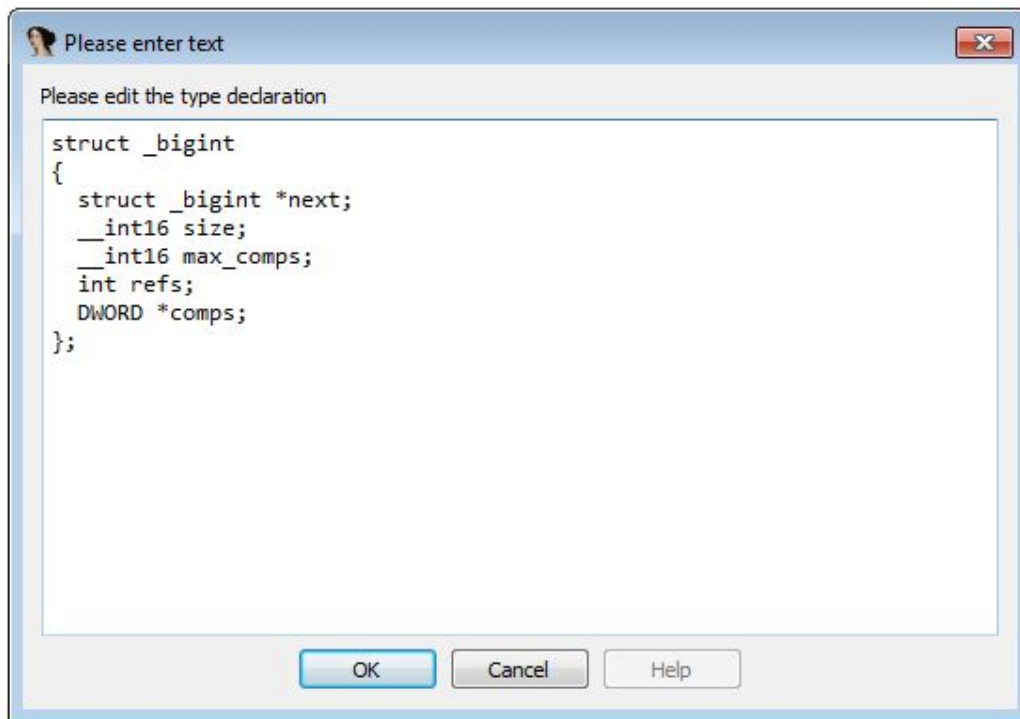 Please enter text
Please edit the type declaration
struct _bigint
{
  struct _bigint *next;
  __int16 size;
  __int16 max_comps;
  int refs;
  DWORD *comps;
};
OK
Cancel
Help